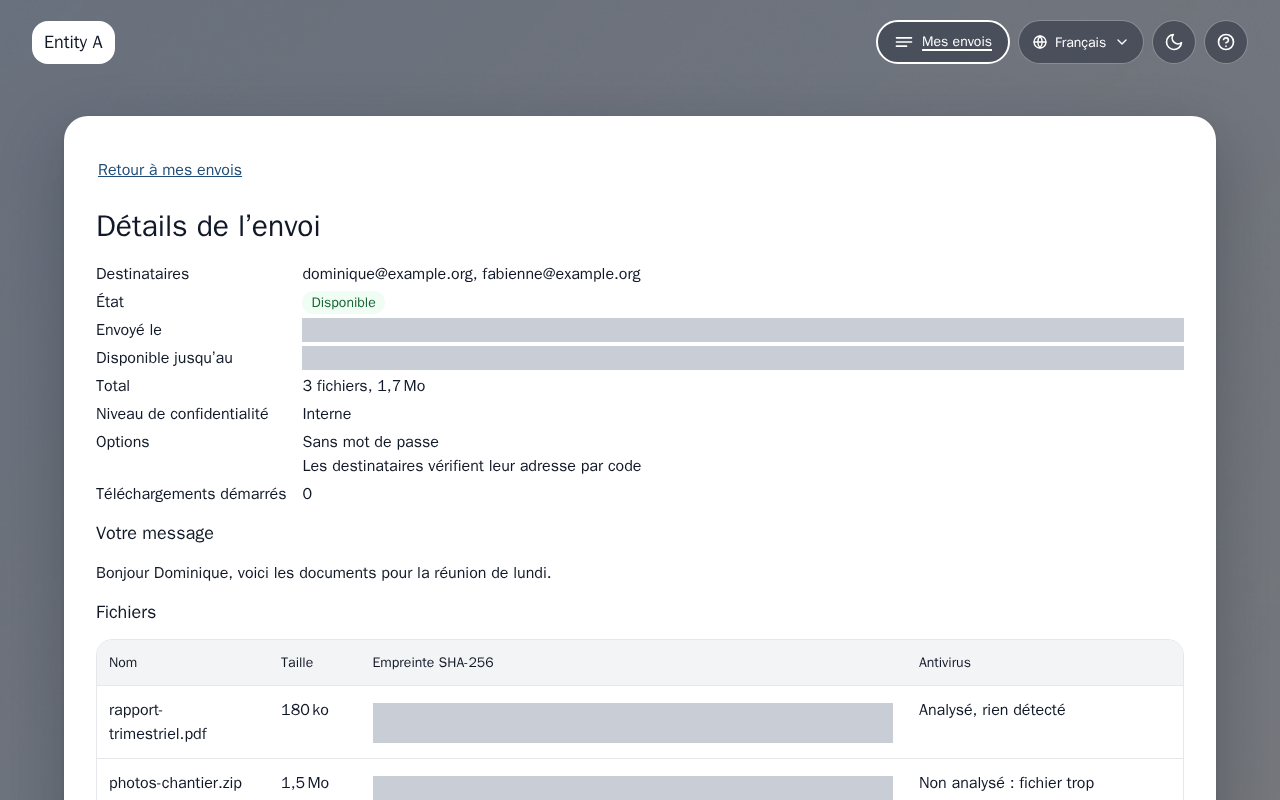 Entity A
Mes envois
Français
Retour à mes envois
Détails de l’envoi
Destinataires dominique@example.org, fabienne@example.org
État Disponible
Envoyé le
Disponible jusqu’au
Total 3 fichiers, 1,7 Mo
Niveau de confidentialité Interne
Options Sans mot de passe
Les destinataires vérifient leur adresse par code
Téléchargements démarrés 0
Votre message
Bonjour Dominique, voici les documents pour la réunion de lundi.
Fichiers
Nom Taille Empreinte SHA-256 Antivirus
rapport- 180 ko Analysé, rien détecté
trimestriel.pdf
photos-chantier.zip 1,5 Mo Non analysé : fichier trop